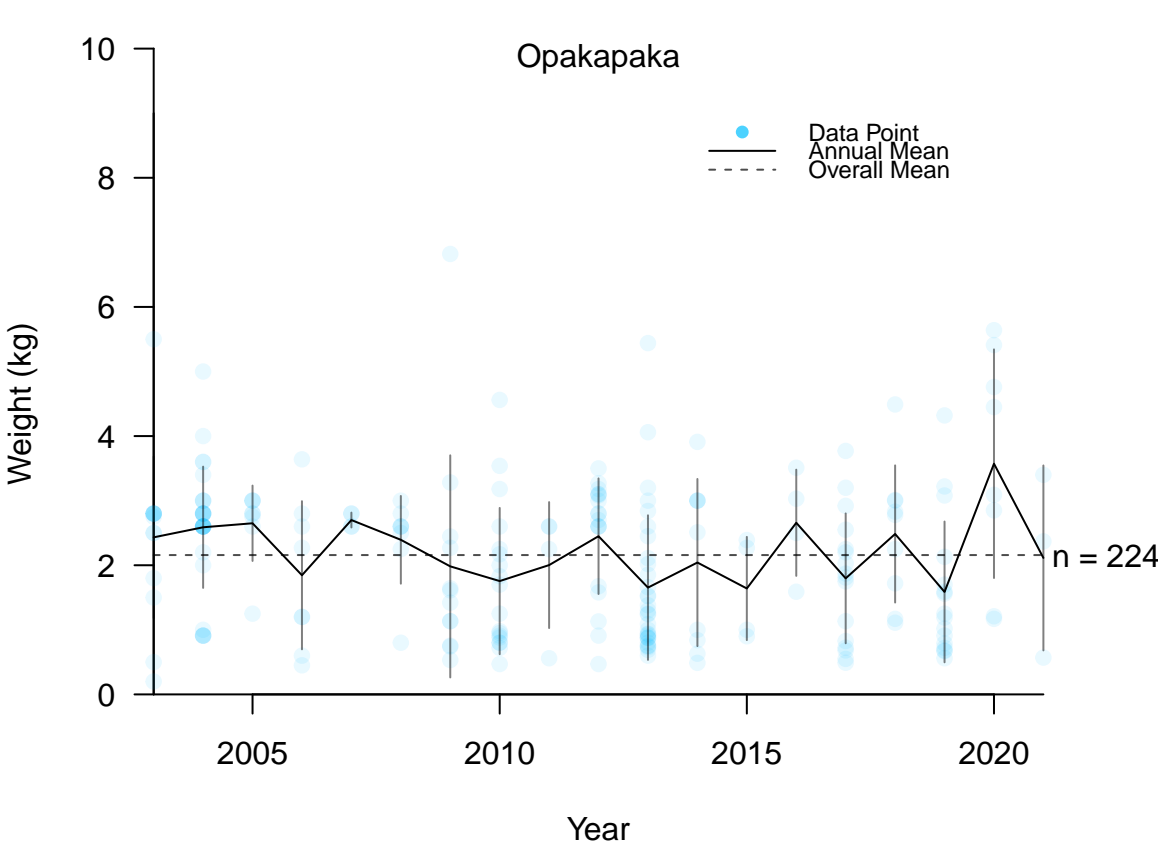 Opakapaka
Data Point
Annual Mean
Overall Mean
10
8
6
4
2
0
Weight (kg)
n = 224
2005 2010 2015 2020
Year